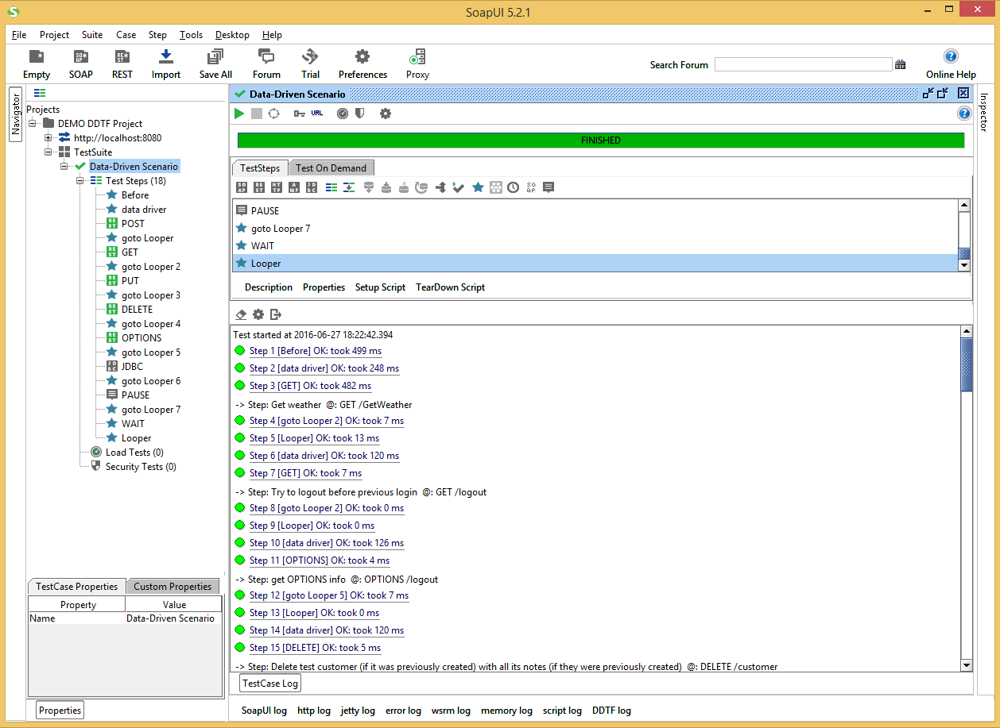 SoapUI 5.2.1
File Project Suite Case Step Tools Desktop Help
Empty SOAP REST Import Save All Forum Trial Preferences Proxy Search Forum Online Help
Navigator
Projects
DEMO DDTF Project
http://localhost:8080
TestSuite
Data-Driven Scenario
Test Steps (18)
Before
data driver
POST
goto Looper
GET
goto Looper 2
PUT
goto Looper 3
DELETE
goto Looper 4
OPTIONS
goto Looper 5
JDBC
goto Looper 6
PAUSE
goto Looper 7
WAIT
Looper
Load Tests (0)
Security Tests (0)
TestCase Properties Custom Properties
Property Value
Name Data-Driven Scenario
Properties
Data-Driven Scenario
URL
FINISHED
TestSteps Test On Demand
PAUSE
goto Looper 7
WAIT
Looper
Description Properties Setup Script TearDown Script
Test started at 2016-06-27 18:22:42.394
Step 1 [Before] OK: took 499 ms
Step 2 [data driver] OK: took 248 ms
Step 3 [GET] OK: took 482 ms
-> Step: Get weather @: GET /GetWeather
Step 4 [goto Looper 2] OK: took 7 ms
Step 5 [Looper] OK: took 13 ms
Step 6 [data driver] OK: took 120 ms
Step 7 [GET] OK: took 7 ms
-> Step: Try to logout before previous login @: GET /logout
Step 8 [goto Looper 2] OK: took 0 ms
Step 9 [Looper] OK: took 0 ms
Step 10 [data driver] OK: took 126 ms
Step 11 [OPTIONS] OK: took 4 ms
-> Step: get OPTIONS info @: OPTIONS /logout
Step 12 [goto Looper 5] OK: took 7 ms
Step 13 [Looper] OK: took 0 ms
Step 14 [data driver] OK: took 120 ms
Step 15 [DELETE] OK: took 5 ms
-> Step: Delete test customer (if it was previously created) with all its notes (if they were previously created) @: DELETE /customer
TestCase Log
SoapUI log http log jetty log error log wsrm log memory log script log DDTF log
Inspector